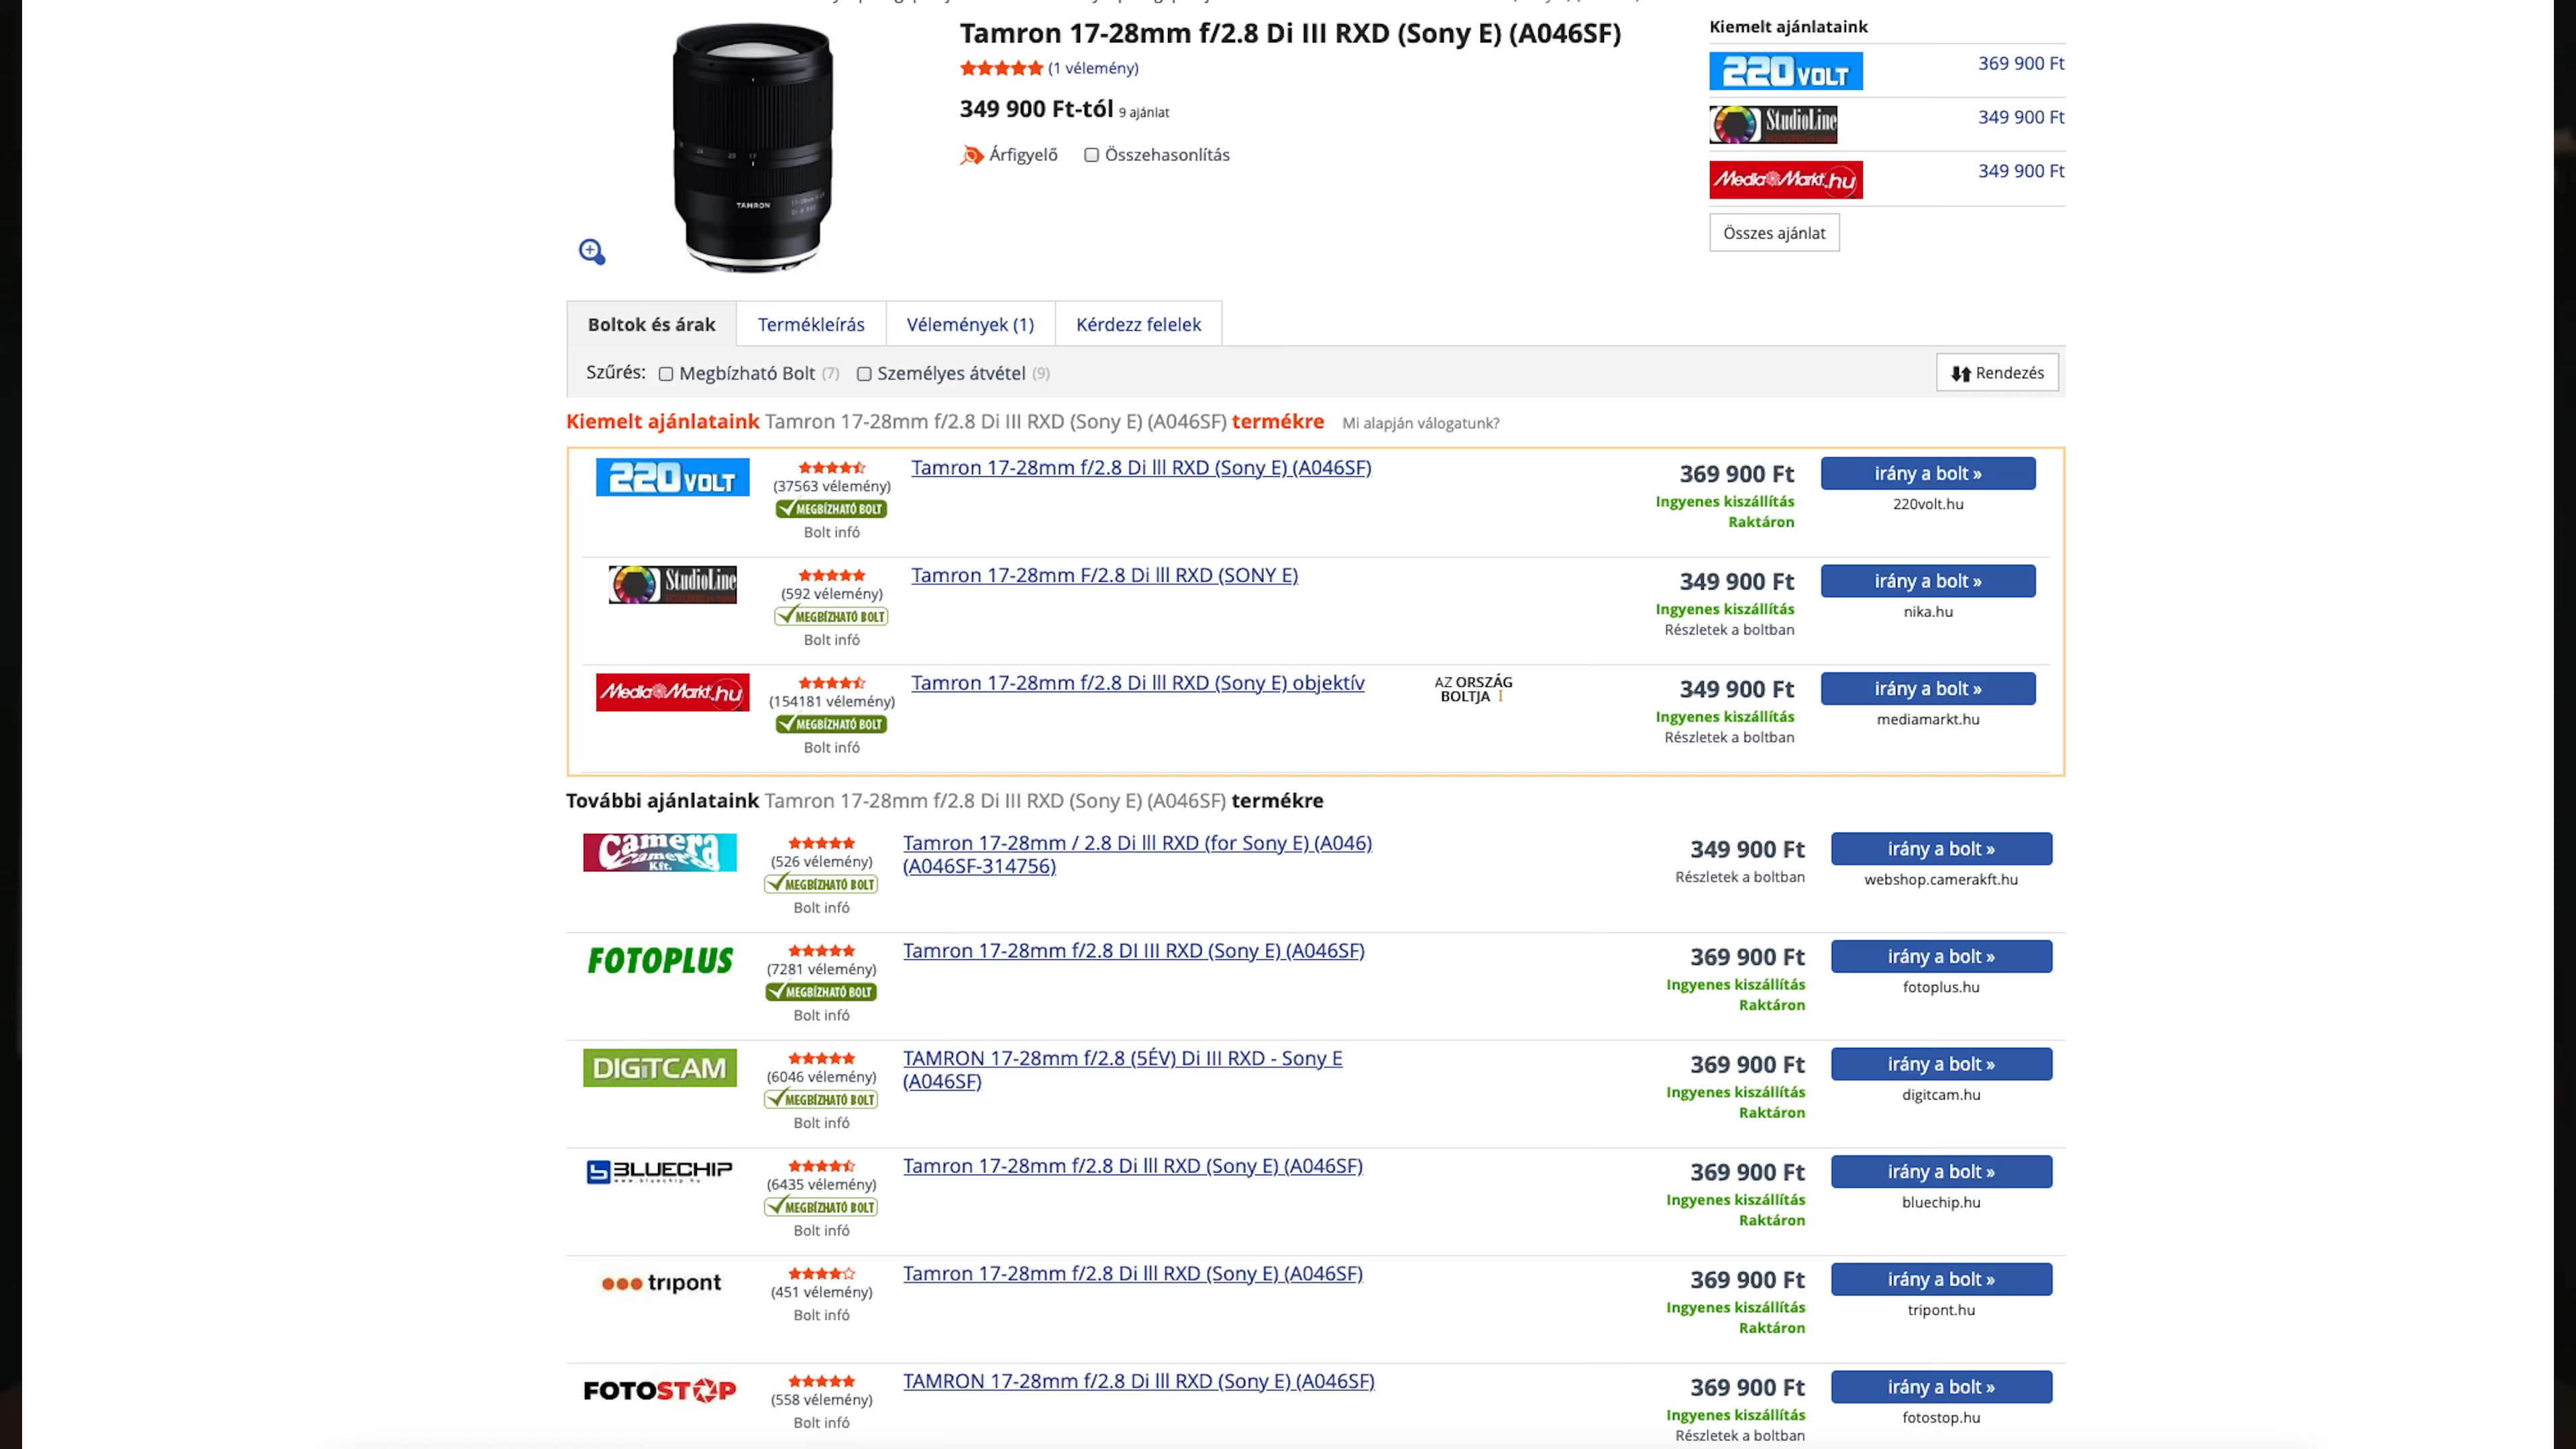 Tamron 17-28mm f/2.8 Di III RXD (Sony E) (A046SF)
(1 vélemény)
349 900 Ft-tól 9 ajánlat
Árfigyelő Összehasonlítás
TAMRON
Kiemelt ajánlataink
220 VOLT 369 900 Ft
StudioLine 349 900 Ft
MediaMarkt.hu 349 900 Ft
Összes ajánlat
Boltok és árak Termékleírás Vélemények (1) Kérdezz felelek
Szűrés: Megbízható Bolt (7) Személyes átvétel (9) Rendezés
Kiemelt ajánlataink Tamron 17-28mm f/2.8 Di III RXD (Sony E) (A046SF) termékre Mi alapján válogatunk?
220 VOLT
(37563 vélemény)
MEGBÍZHATÓ BOLT
Bolt infó
Tamron 17-28mm f/2.8 Di lll RXD (Sony E) (A046SF)
369 900 Ft
Ingyenes kiszállítás
Raktáron
irány a bolt »
220volt.hu
StudioLine
(592 vélemény)
MEGBÍZHATÓ BOLT
Bolt infó
Tamron 17-28mm F/2.8 Di lll RXD (SONY E)
349 900 Ft
Ingyenes kiszállítás
Részletek a boltban
irány a bolt »
nika.hu
MediaMarkt.hu
(154181 vélemény)
MEGBÍZHATÓ BOLT
Bolt infó
Tamron 17-28mm f/2.8 Di lll RXD (Sony E) objektív
AZ ORSZÁG
BOLTJA
349 900 Ft
Ingyenes kiszállítás
Részletek a boltban
irány a bolt »
mediamarkt.hu
További ajánlataink Tamron 17-28mm f/2.8 Di III RXD (Sony E) (A046SF) termékre
Camera
Camera
Kft.
(526 vélemény)
MEGBÍZHATÓ BOLT
Bolt infó
Tamron 17-28mm / 2.8 Di lll RXD (for Sony E) (A046)
(A046SF-314756)
349 900 Ft
Részletek a boltban
irány a bolt »
webshop.camerakft.hu
FOTOPLUS
(7281 vélemény)
MEGBÍZHATÓ BOLT
Bolt infó
Tamron 17-28mm f/2.8 DI III RXD (Sony E) (A046SF)
369 900 Ft
Ingyenes kiszállítás
Raktáron
irány a bolt »
fotoplus.hu
DIGITCAM
(6046 vélemény)
MEGBÍZHATÓ BOLT
Bolt infó
TAMRON 17-28mm f/2.8 (5ÉV) Di III RXD - Sony E
(A046SF)
369 900 Ft
Ingyenes kiszállítás
Raktáron
irány a bolt »
digitcam.hu
BLUECHIP
www.bluechip.hu
(6435 vélemény)
MEGBÍZHATÓ BOLT
Bolt infó
Tamron 17-28mm f/2.8 Di lll RXD (Sony E) (A046SF)
369 900 Ft
Ingyenes kiszállítás
Raktáron
irány a bolt »
bluechip.hu
tripont
(451 vélemény)
Bolt infó
Tamron 17-28mm f/2.8 Di lll RXD (Sony E) (A046SF)
369 900 Ft
Ingyenes kiszállítás
Raktáron
irány a bolt »
tripont.hu
FOTOSTOP
(558 vélemény)
Bolt infó
TAMRON 17-28mm f/2.8 Di lll RXD (Sony E) (A046SF)
369 900 Ft
Ingyenes kiszállítás
Részletek a boltban
irány a bolt »
fotostop.hu